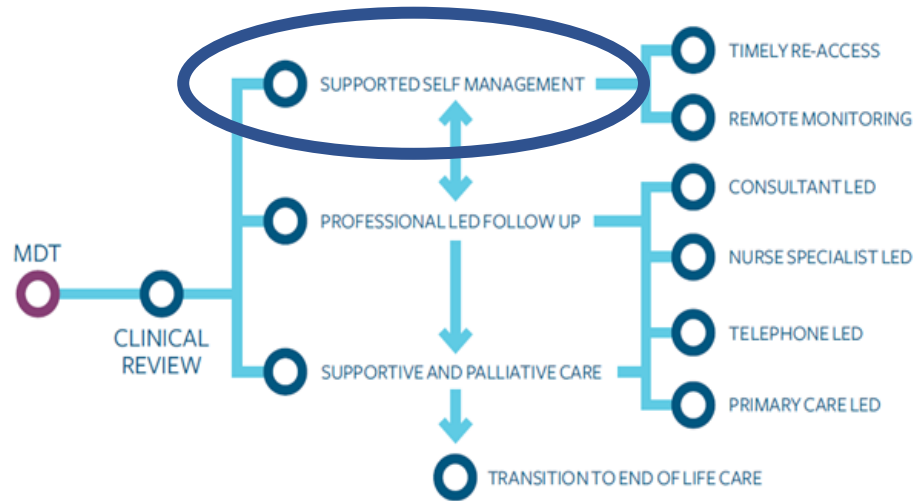 MDT
CLINICAL
REVIEW
SUPPORTED SELF MANAGEMENT
PROFESSIONAL LED FOLLOW UP
SUPPORTIVE AND PALLIATIVE CARE
TRANSITION TO END OF LIFE CARE
TIMELY RE-ACCESS
REMOTE MONITORING
CONSULTANT LED
NURSE SPECIALIST LED
TELEPHONE LED
PRIMARY CARE LED